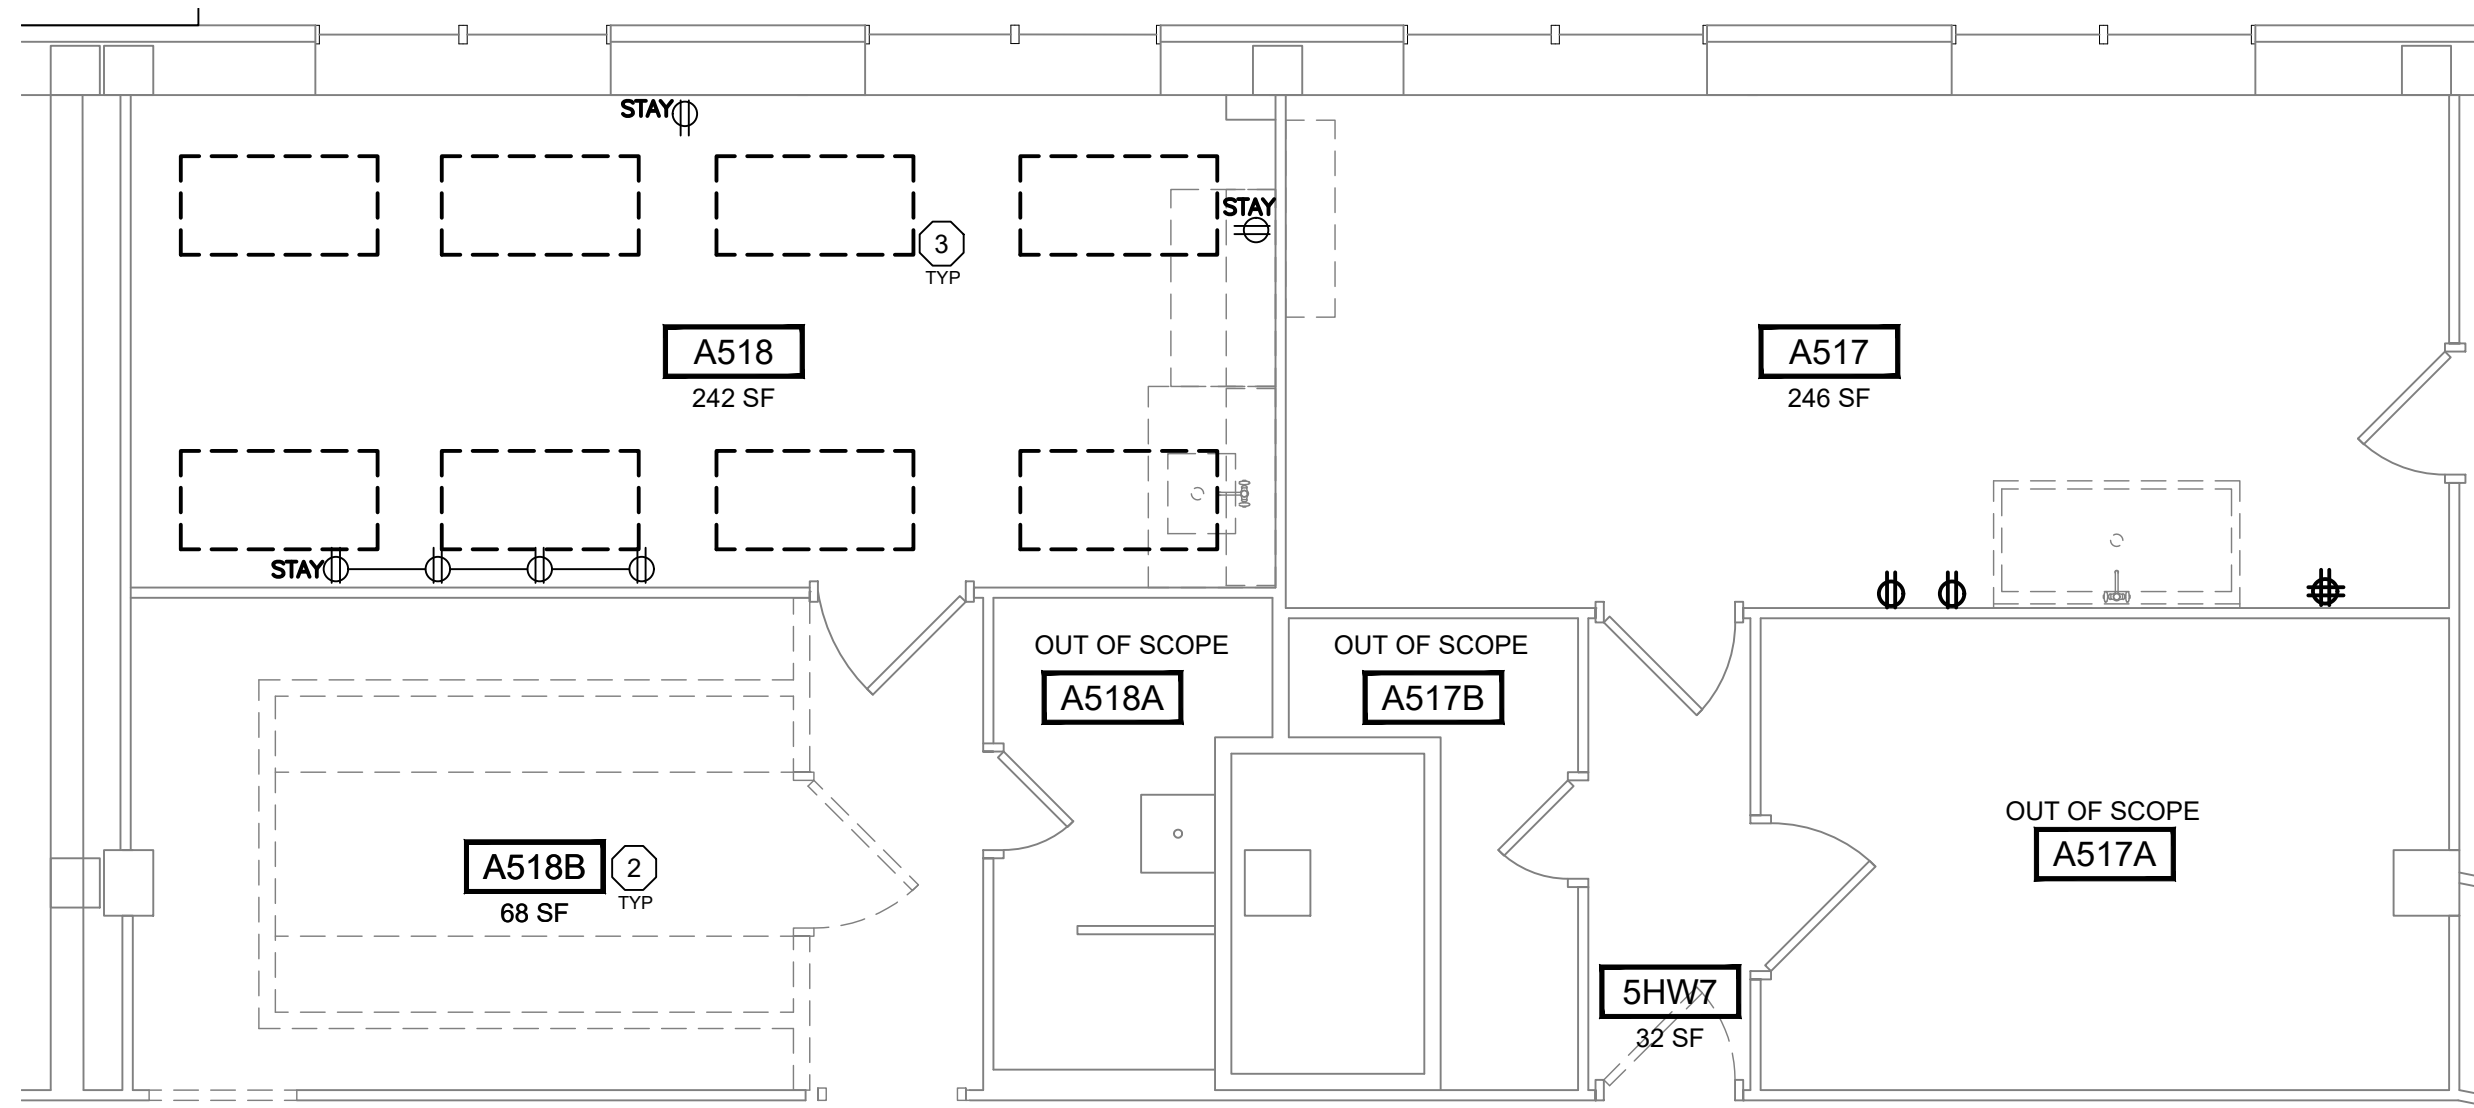 STAY
STAY
3
TYP
A518
242 SF
A517
246 SF
STAY
OUT OF SCOPE
A518A
OUT OF SCOPE
A517B
OUT OF SCOPE
A517A
A518B
2
TYP
68 SF
5HW7
32 SF